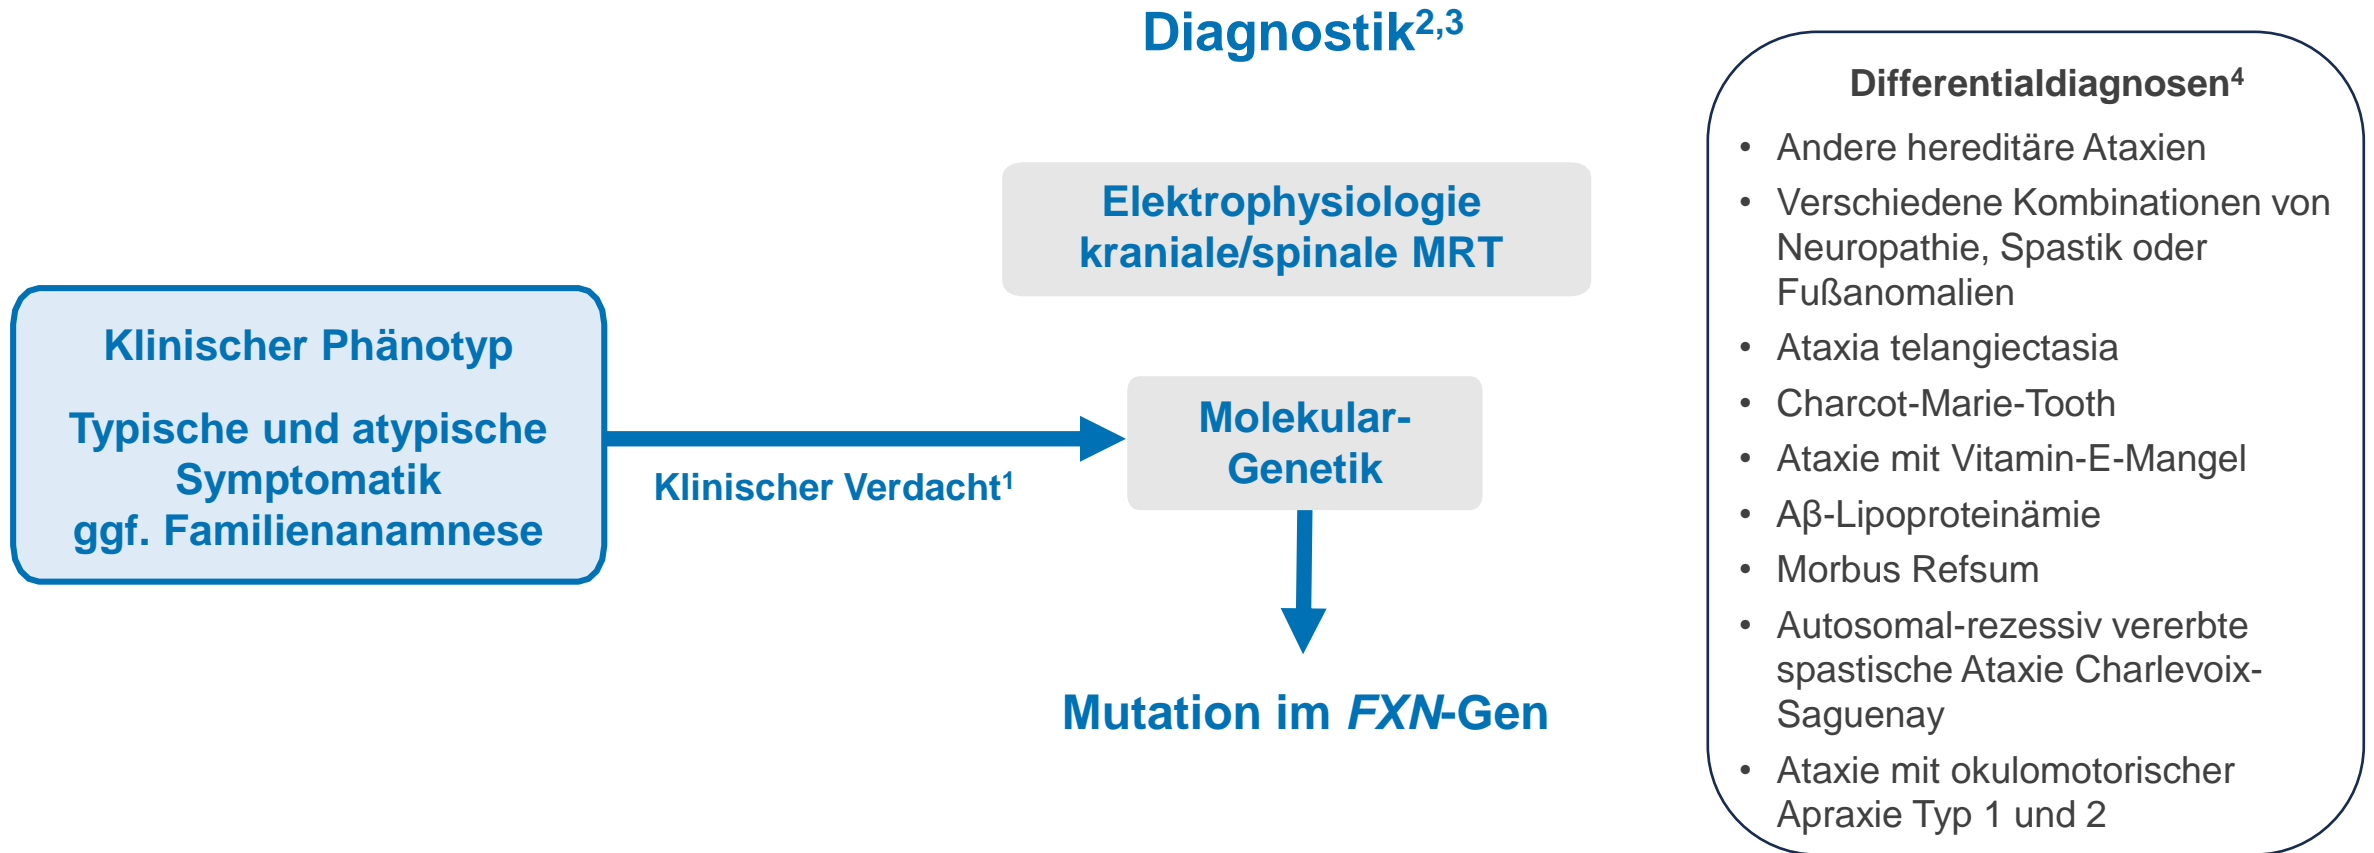 Diagnostik²,³
Elektrophysiologie
kraniale/spinale MRT
Klinischer Phänotyp
Typische und atypische
Symptomatik
ggf. Familienanamnese
Klinischer Verdacht¹
Molekular-
Genetik
Mutation im FXN-Gen
Differentialdiagnosen⁴
• Andere hereditäre Ataxien
• Verschiedene Kombinationen von
Neuropathie, Spastik oder
Fußanomalien
• Ataxia telangiectasia
• Charcot-Marie-Tooth
• Ataxie mit Vitamin-E-Mangel
• Aβ-Lipoproteinämie
• Morbus Refsum
• Autosomal-rezessiv vererbte
spastische Ataxie Charlevoix-
Saguenay
• Ataxie mit okulomotorischer
Apraxie Typ 1 und 2